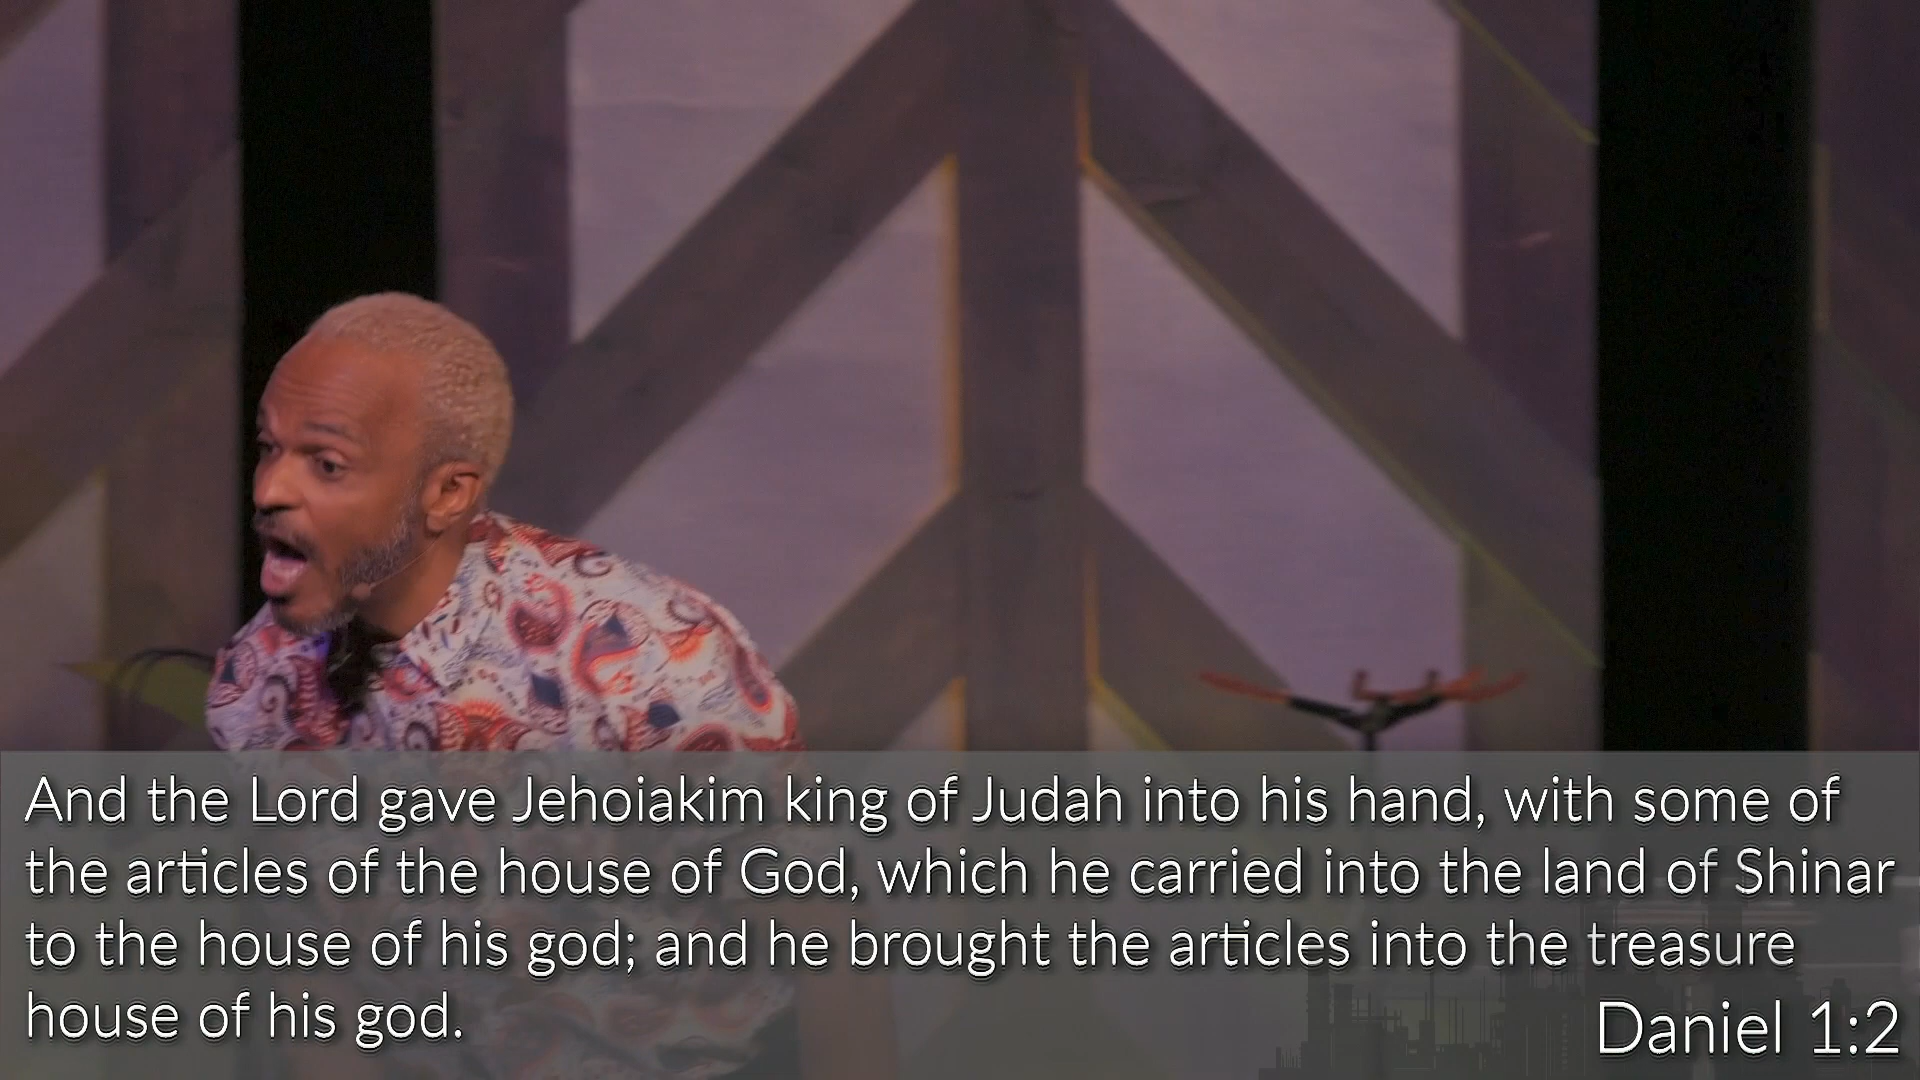 And the Lord gave Jehoiakim king of Judah into his hand, with some of
the articles of the house of God, which he carried into the land of Shinar
to the house of his god; and he brought the articles into the treasure
house of his god.
Daniel 1:2